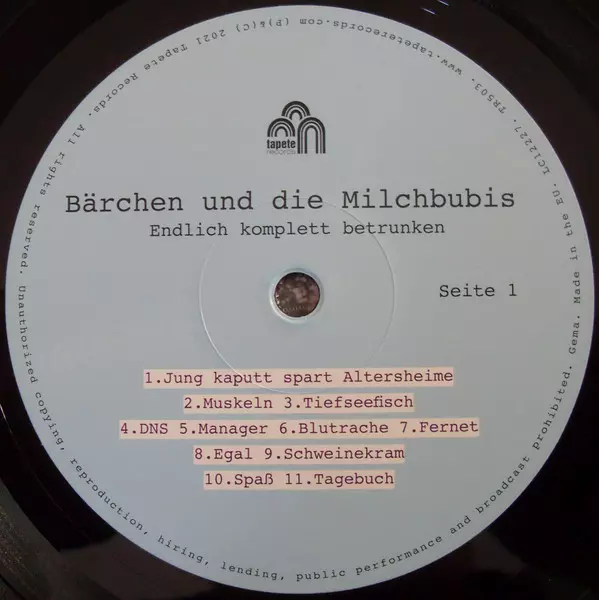 tapete
records
Bärchen und die Milchbubis
Endlich komplett betrunken
Seite 1
1.Jung kaputt spart Altersheime
2.Muskeln 3.Tiefseefisch
4.DNS 5.Manager 6.Blutrache 7.Fernet
8.Egal 9.Schweinekram
10.Spaß 11.Tagebuch
www.tapeterecords.com (P)&(C) 2021 Tapete Records. All rights reserved. Unauthorized copying, reproduction, hiring, lending, public performance and broadcast prohibited. Gema. Made in the EU. LC12227. TR503.